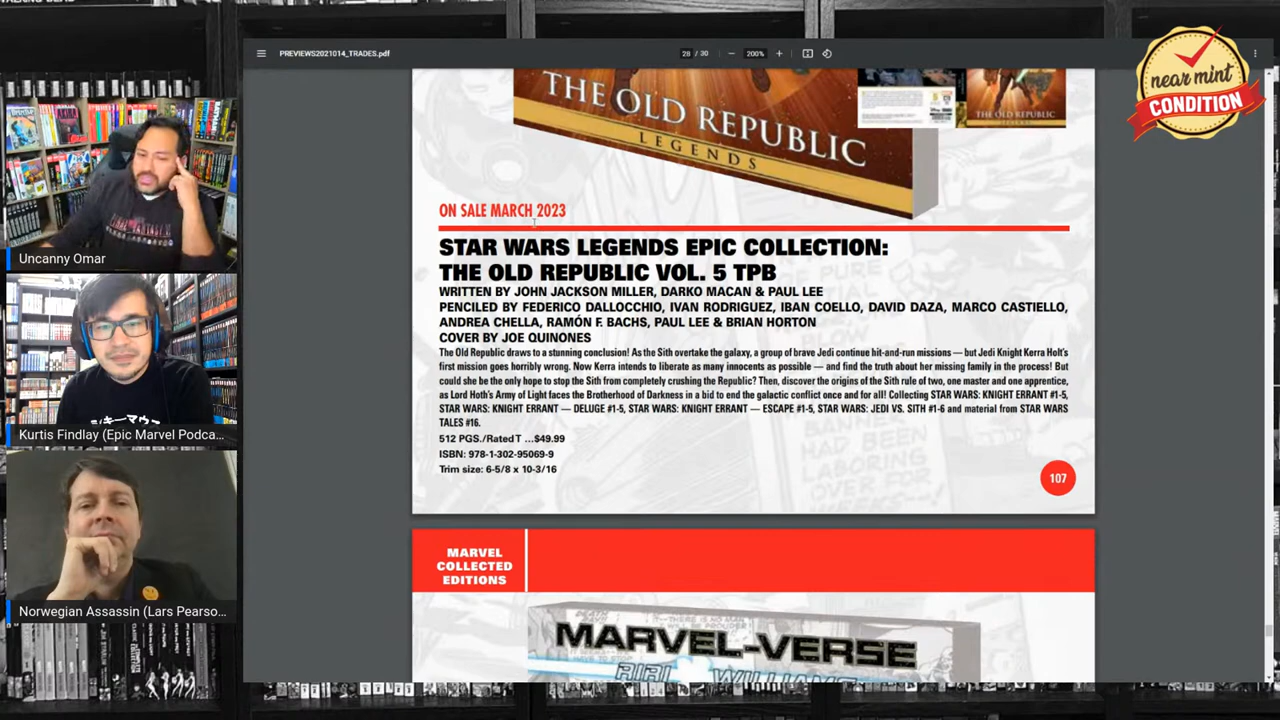 PREVIEWS2021014_TRADES.pdf
28 / 30
200%
near mint
CONDITION
THE OLD REPUBLIC
LEGENDS
THE OLD REPUBLIC
ON SALE MARCH 2023
STAR WARS LEGENDS EPIC COLLECTION:
THE OLD REPUBLIC VOL. 5 TPB
WRITTEN BY JOHN JACKSON MILLER, DARKO MACAN & PAUL LEE
PENCILED BY FEDERICO DALLOCCHIO, IVAN RODRIGUEZ, IBAN COELLO, DAVID DAZA, MARCO CASTIELLO,
ANDREA CHELLA, RAMÓN F. BACHS, PAUL LEE & BRIAN HORTON
COVER BY JOE QUINONES
The Old Republic draws to a stunning conclusion! As the Sith overtake the galaxy, a group of brave Jedi continue hit-and-run missions — but Jedi Knight Kerra Holt's
first mission goes horribly wrong. Now Kerra intends to liberate as many innocents as possible — and find the truth about her missing family in the process! But
could she be the only hope to stop the Sith from completely crushing the Republic? Then, discover the origins of the Sith rule of two, one master and one apprentice,
as Lord Hoth's Army of Light faces the Brotherhood of Darkness in a bid to end the galactic conflict once and for all! Collecting STAR WARS: KNIGHT ERRANT #1-5,
STAR WARS: KNIGHT ERRANT — DELUGE #1-5, STAR WARS: KNIGHT ERRANT — ESCAPE #1-5, STAR WARS: JEDI VS. SITH #1-6 and material from STAR WARS
TALES #16.
512 PGS./Rated T ...$49.99
ISBN: 978-1-302-95069-9
Trim size: 6-5/8 x 10-3/16
107
MARVEL
COLLECTED
EDITIONS
MARVEL-VERSE
RIRI WILLIAMS
Uncanny Omar
Kurtis Findlay (Epic Marvel Podca...
Norwegian Assassin (Lars Pearso...